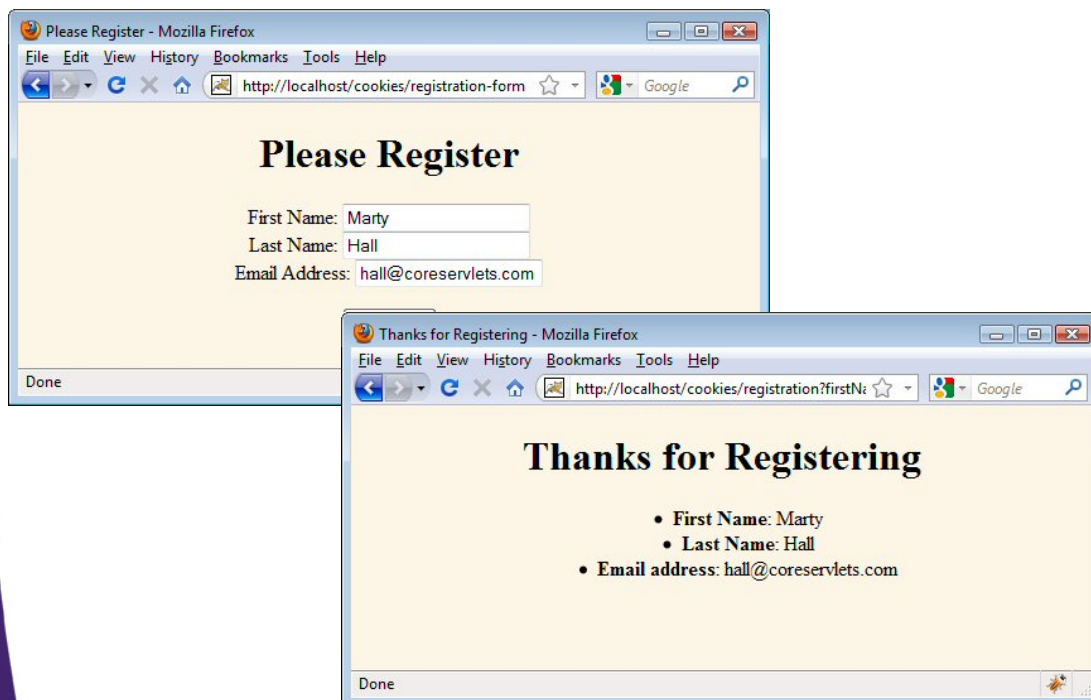 Please Register - Mozilla Firefox
File Edit View History Bookmarks Tools Help
http://localhost/cookies/registration-form
Google
Please Register
First Name: Marty
Last Name: Hall
Email Address: hall@coreservlets.com
Done
Thanks for Registering - Mozilla Firefox
File Edit View History Bookmarks Tools Help
http://localhost/cookies/registration?firstNa
Google
Thanks for Registering
• First Name: Marty
• Last Name: Hall
• Email address: hall@coreservlets.com
Done